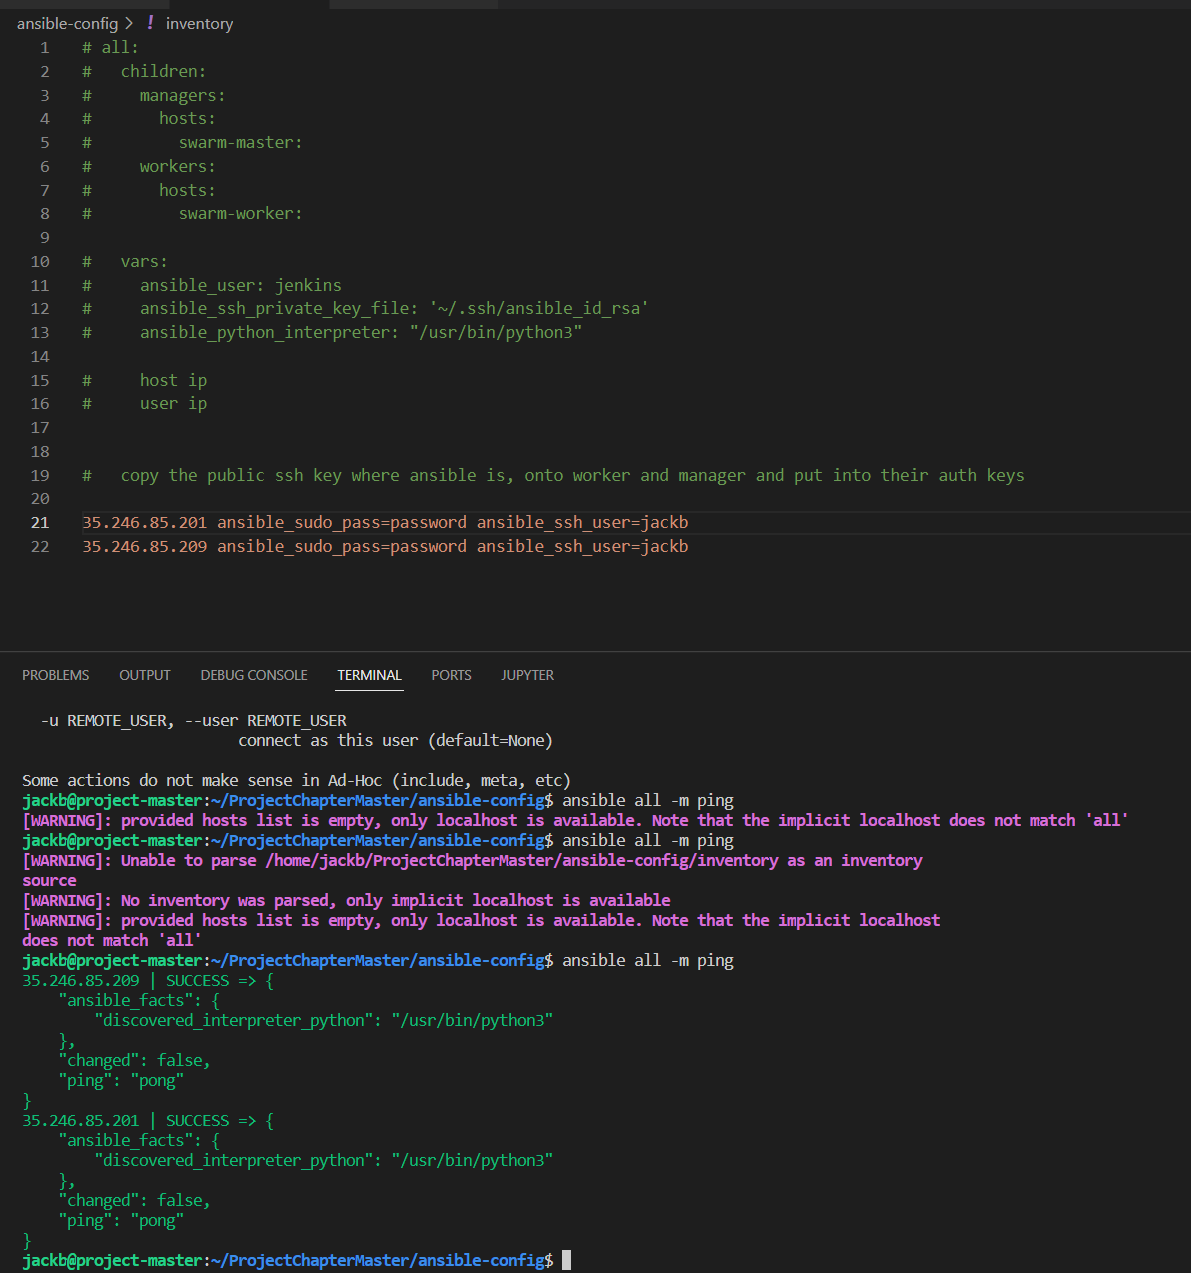 ansible-config > ! inventory
1 # all:
2 #   children:
3 #     managers:
4 #       hosts:
5 #         swarm-master:
6 #     workers:
7 #       hosts:
8 #         swarm-worker:
9
10 #   vars:
11 #     ansible_user: jenkins
12 #     ansible_ssh_private_key_file: '~/.ssh/ansible_id_rsa'
13 #     ansible_python_interpreter: "/usr/bin/python3"
14
15 #     host ip
16 #     user ip
17
18
19 #   copy the public ssh key where ansible is, onto worker and manager and put into their auth keys
20
21 35.246.85.201 ansible_sudo_pass=password ansible_ssh_user=jackb
22 35.246.85.209 ansible_sudo_pass=password ansible_ssh_user=jackb
PROBLEMS OUTPUT DEBUG CONSOLE TERMINAL PORTS JUPYTER
  -u REMOTE_USER, --user REMOTE_USER
                        connect as this user (default=None)
Some actions do not make sense in Ad-Hoc (include, meta, etc)
jackb@project-master:~/ProjectChapterMaster/ansible-config$ ansible all -m ping
[WARNING]: provided hosts list is empty, only localhost is available. Note that the implicit localhost does not match 'all'
jackb@project-master:~/ProjectChapterMaster/ansible-config$ ansible all -m ping
[WARNING]: Unable to parse /home/jackb/ProjectChapterMaster/ansible-config/inventory as an inventory
source
[WARNING]: No inventory was parsed, only implicit localhost is available
[WARNING]: provided hosts list is empty, only localhost is available. Note that the implicit localhost
does not match 'all'
jackb@project-master:~/ProjectChapterMaster/ansible-config$ ansible all -m ping
35.246.85.209 | SUCCESS => {
    "ansible_facts": {
        "discovered_interpreter_python": "/usr/bin/python3"
    },
    "changed": false,
    "ping": "pong"
}
35.246.85.201 | SUCCESS => {
    "ansible_facts": {
        "discovered_interpreter_python": "/usr/bin/python3"
    },
    "changed": false,
    "ping": "pong"
}
jackb@project-master:~/ProjectChapterMaster/ansible-config$